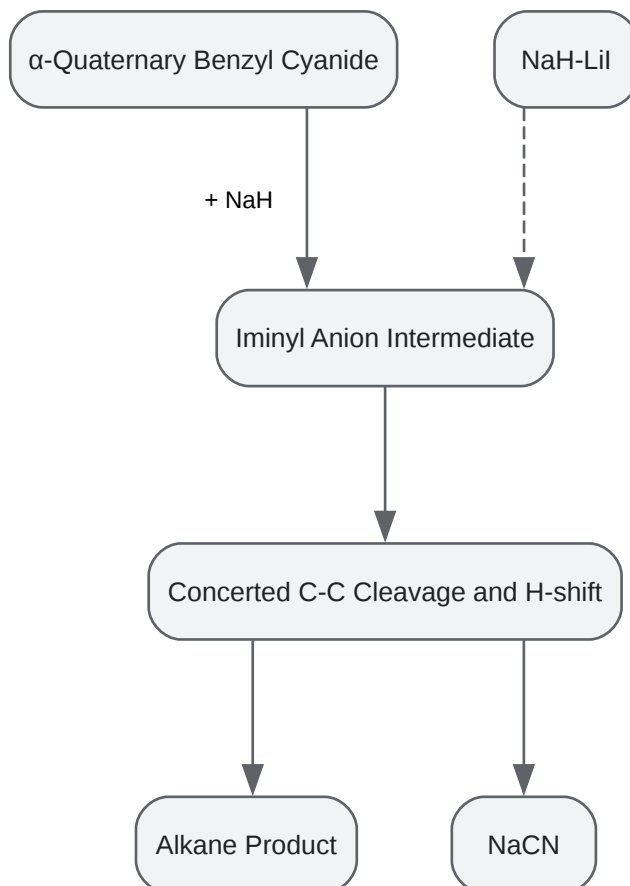 α-Quaternary Benzyl Cyanide
NaH-LiI
+ NaH
Iminyl Anion Intermediate
Concerted C-C Cleavage and H-shift
Alkane Product
NaCN